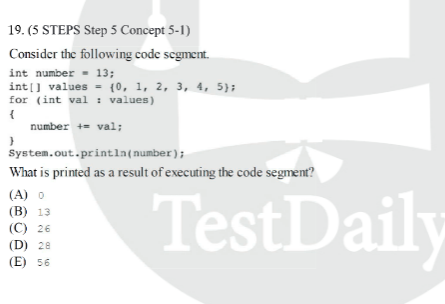 19. (5 STEPS Step 5 Concept 5-1)
Consider the following code segment.
int number = 13;
int[] values = {0, 1, 2, 3, 4, 5};
for (int val : values)
{
number += val;
}
System.out.println(number);
What is printed as a result of executing the code segment?
(A) 0
(B) 13
(C) 26
(D) 28
(E) 56
TestDaily